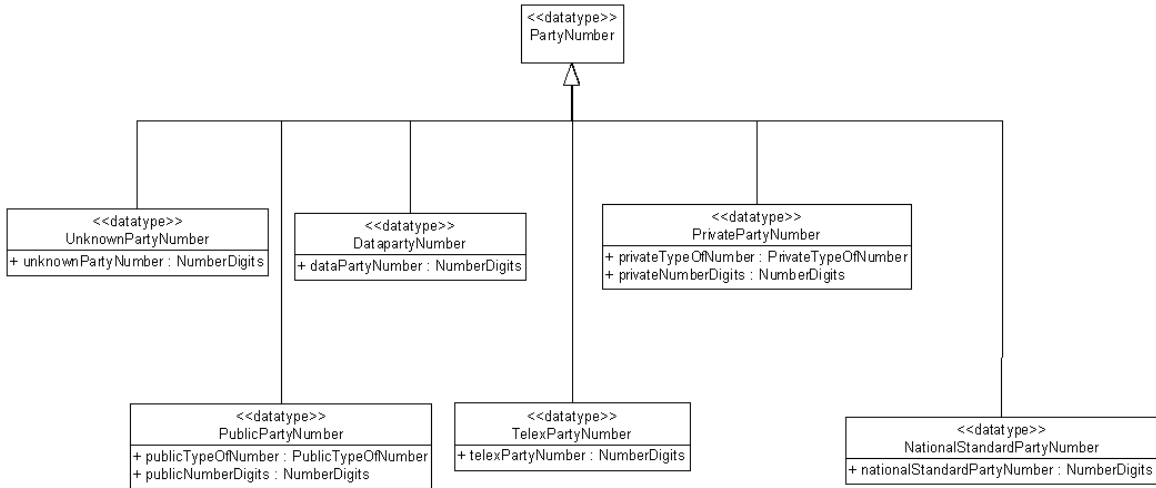 <<datatype>>
PartyNumber
<<datatype>>
UnknownPartyNumber
+ unknownPartyNumber : NumberDigits
<<datatype>>
DatapartyNumber
+ dataPartyNumber : NumberDigits
<<datatype>>
PrivatePartyNumber
+ privateTypeOfNumber : PrivateTypeOfNumber
+ privateNumberDigits : NumberDigits
<<datatype>>
PublicPartyNumber
+ publicTypeOfNumber : PublicTypeOfNumber
+ publicNumberDigits : NumberDigits
<<datatype>>
TelexPartyNumber
+ telexPartyNumber : NumberDigits
<<datatype>>
NationalStandardPartyNumber
+ nationalStandardPartyNumber : NumberDigits